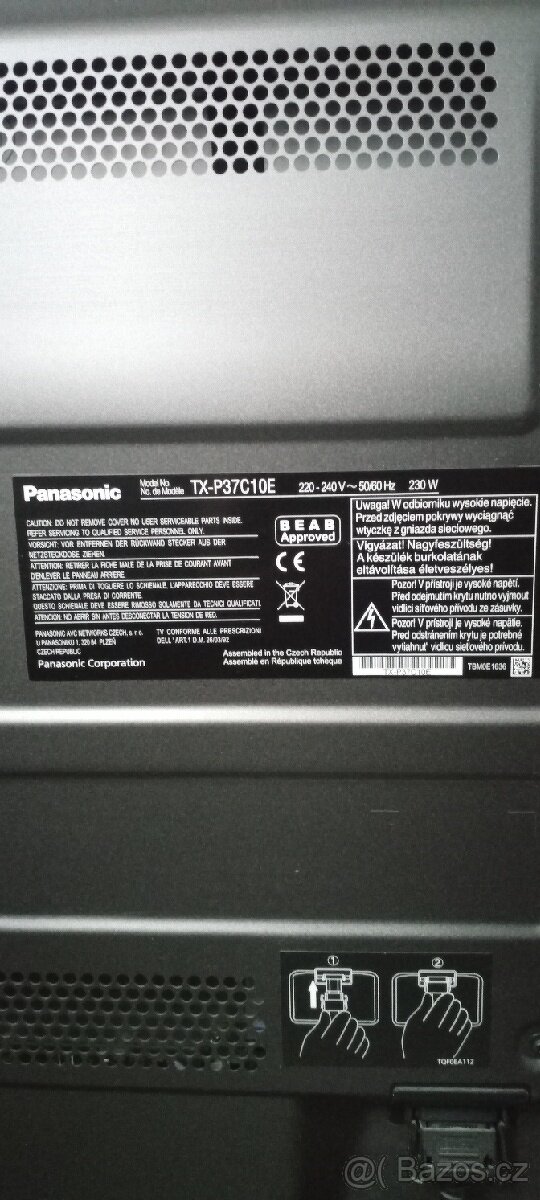 Panasonic
Model No.
No. de Modèle
TX-P37C10E
220 - 240 V ~ 50/60 Hz
230 W
CAUTION: DO NOT REMOVE COVER NO USER SERVICEABLE PARTS INSIDE.
REFER SERVICING TO QUALIFIED SERVICE PERSONNEL ONLY.
VORSICHT: VOR ENTFERNEN DER RÜCKWAND STECKER AUS DER
NETZSTECKDOSE ZIEHEN.
ATTENTION: RETIRER LA FICHE MALE DE LA PRISE DE COURANT AVANT
D'ENLEVER LE PANNEAU ARRIERE.
ATTENZIONE: PRIMA DI TOGLIERE LO SCHIENALE, L'APPARECCHIO DEVE ESSERE
STACCATO DALLA PRESA DI CORRENTE.
QUESTO SCHIENALE DEVE ESSERE RIMOSSO SOLAMENTE DA TECNICI QUALIFICATI.
ATENCION: NO ABRIR SIN ANTES DESCONECTAR LA TENSION DE RED.
PANASONIC AVC NETWORKS CZECH, s.r.o.
U PANASONIKU 1, 320 84 PLZEŇ
CZECH REPUBLIC
TV CONFORME ALLE PRESCRIZIONI
DELL'ART.1 D.M. 26/03/92
Panasonic Corporation
BEAB
Approved
CE
Assembled in the Czech Republic
Assemblé en République tchèque
Uwaga! W odbiorniku wysokie napięcie.
Przed zdjęciem pokrywy wyciągnąć
wtyczkę z gniazda sieciowego.
Vigyázat! Nagyfeszültség!
A készülék burkolatának
eltávolítása életveszélyes!
Pozor! V přístroji je vysoké napětí.
Před odejmutím krytu nutno vyjmout
vidlici síťového přívodu ze zásuvky.
Pozor! V prístroji je vysoké napätie.
Pred odstránením krytu je potrebné
vytiahnuť vidlicu sieťového prívodu.
TX-P37C10E
TBM0E1636
1
2
TQFEEA112
@Bazos.cz